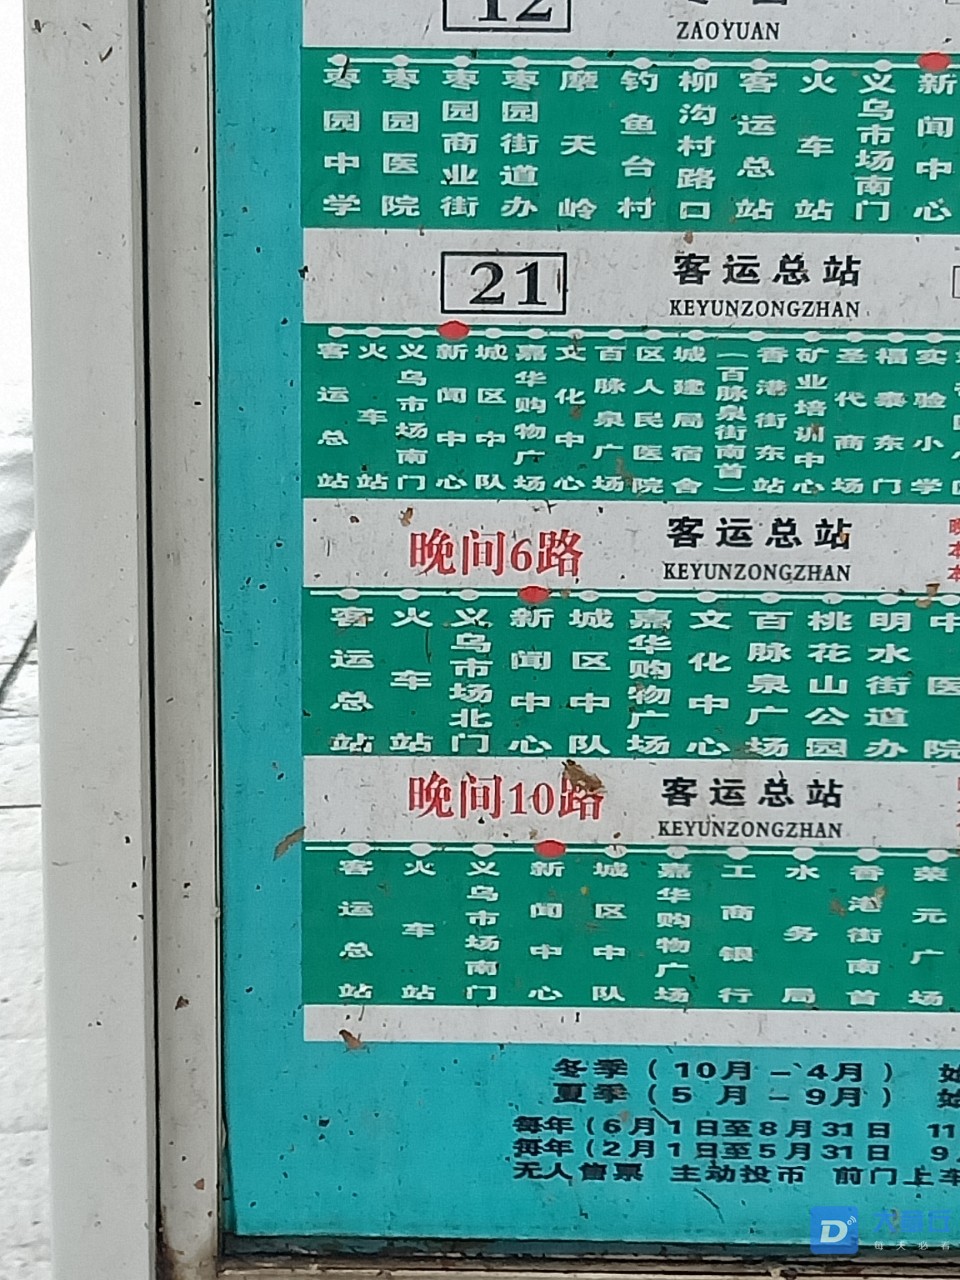 12
ZAOYUAN
枣园中学 枣园医院 枣园商业街 枣园街道办 摩天岭 钓鱼台村 柳沟村路口 客运总站 火车站 义乌市场南门 新闻中心
21 客运总站
KEYUNZONGZHAN
客运总站 火车站 义乌市场南门 新闻中心 城区中队 嘉华购物广场 文化中心 百脉泉广场 区人民医院 城建局宿舍 (百脉泉街南首) 香港街东站 矿业培训中心 圣代商场 福泰东门 实验小学
晚间6路 客运总站
KEYUNZONGZHAN
客运总站 火车站 义乌市场北门 新闻中心 城区中队 嘉华购物广场 文化中心 百脉泉广场 桃花山公园 明水街道办 中医院
晚间10路 客运总站
KEYUNZONGZHAN
客运总站 火车站 义乌市场南门 新闻中心 城区中队 嘉华购物广场 工商银行 水务局 香港街南首 荣元广场
冬季(10月-4月) 始
夏季(5月-9月) 始
每年(6月1日至8月31日 11
每年(2月1日至5月31日 9
无人售票 主动投币 前门上车
每天必看